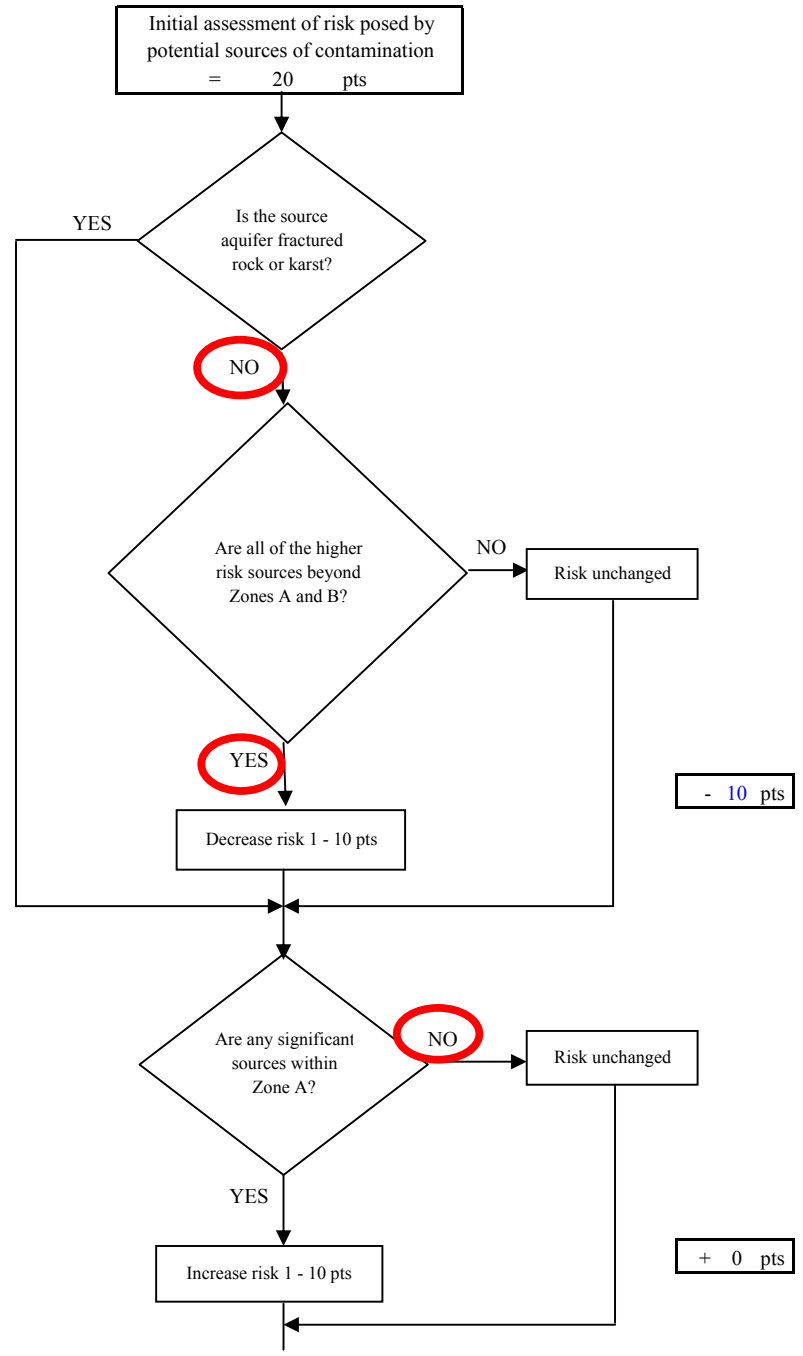 Initial assessment of risk posed by
potential sources of contamination
= 20 pts
YES
Is the source
aquifer fractured
rock or karst?
NO
Are all of the higher
risk sources beyond
Zones A and B?
NO
Risk unchanged
YES
- 10 pts
Decrease risk 1 - 10 pts
Are any significant
sources within
Zone A?
NO
Risk unchanged
YES
+ 0 pts
Increase risk 1 - 10 pts